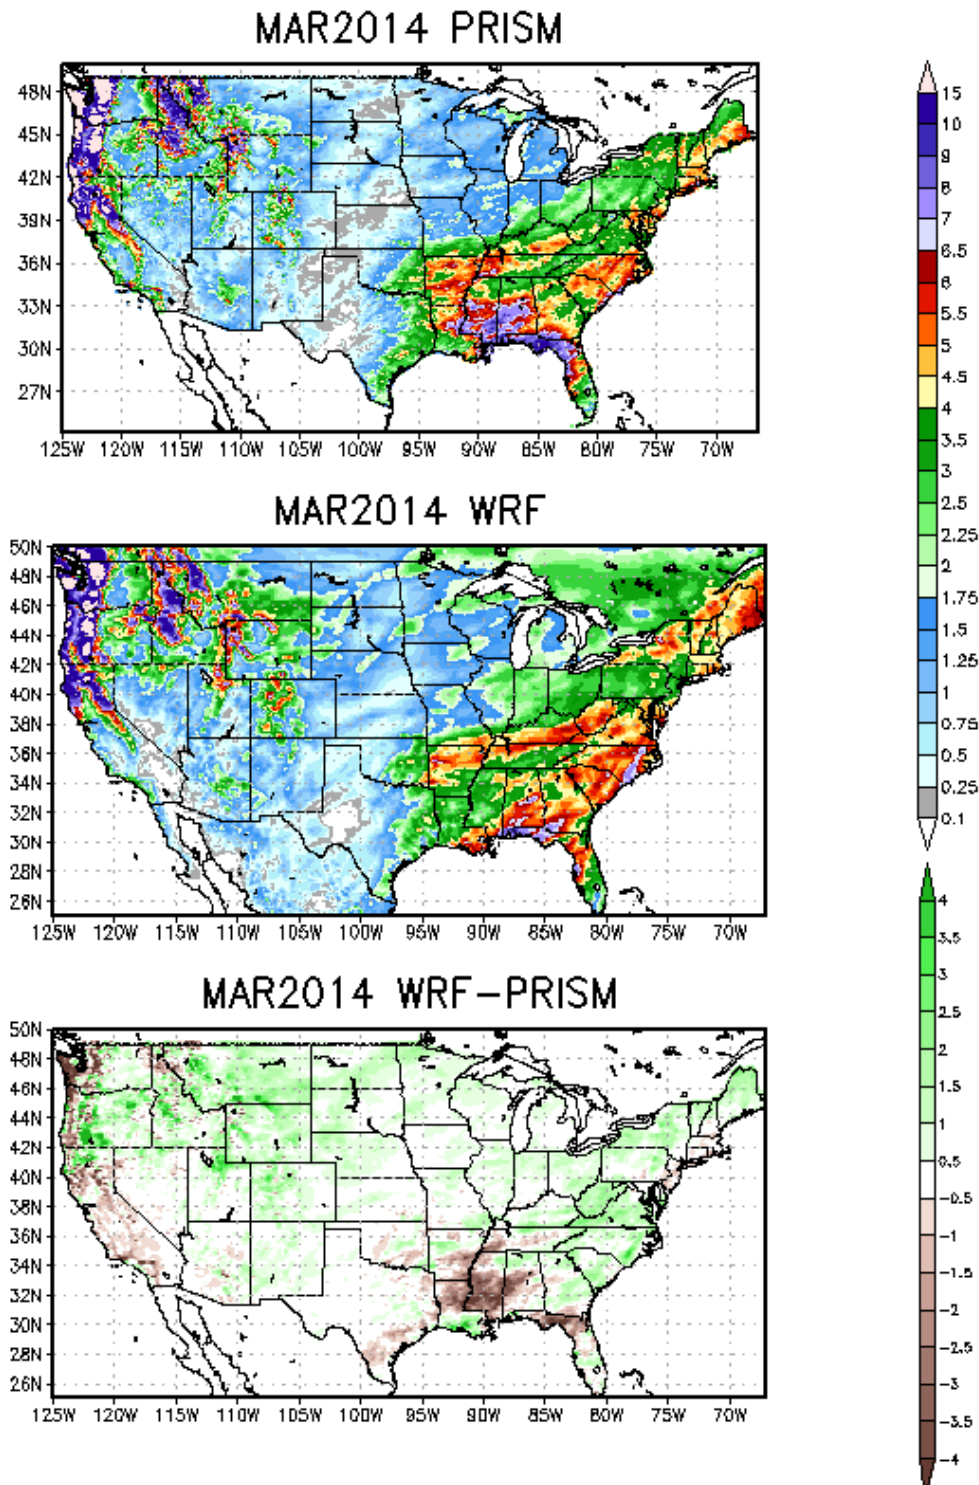 MAR2014 PRISM
48N
45N
42N
39N
36N
33N
30N
27N
125W 120W 115W 110W 105W 100W 95W 90W 85W 80W 75W 70W
MAR2014 WRF
50N
48N
46N
44N
42N
40N
38N
36N
34N
32N
30N
28N
26N
125W 120W 115W 110W 105W 100W 95W 90W 85W 80W 75W 70W
MAR2014 WRF-PRISM
50N
48N
46N
44N
42N
40N
38N
36N
34N
32N
30N
28N
26N
125W 120W 115W 110W 105W 100W 95W 90W 85W 80W 75W 70W
15
10
9
8
7
6.5
6
5.5
5
4.5
4
3.5
3
2.5
2.25
2
1.75
1.5
1.25
1
0.75
0.5
0.25
0.1
4
3.5
3
2.5
2
1.5
1
0.5
-0.5
-1
-1.5
-2
-2.5
-3
-3.5
-4